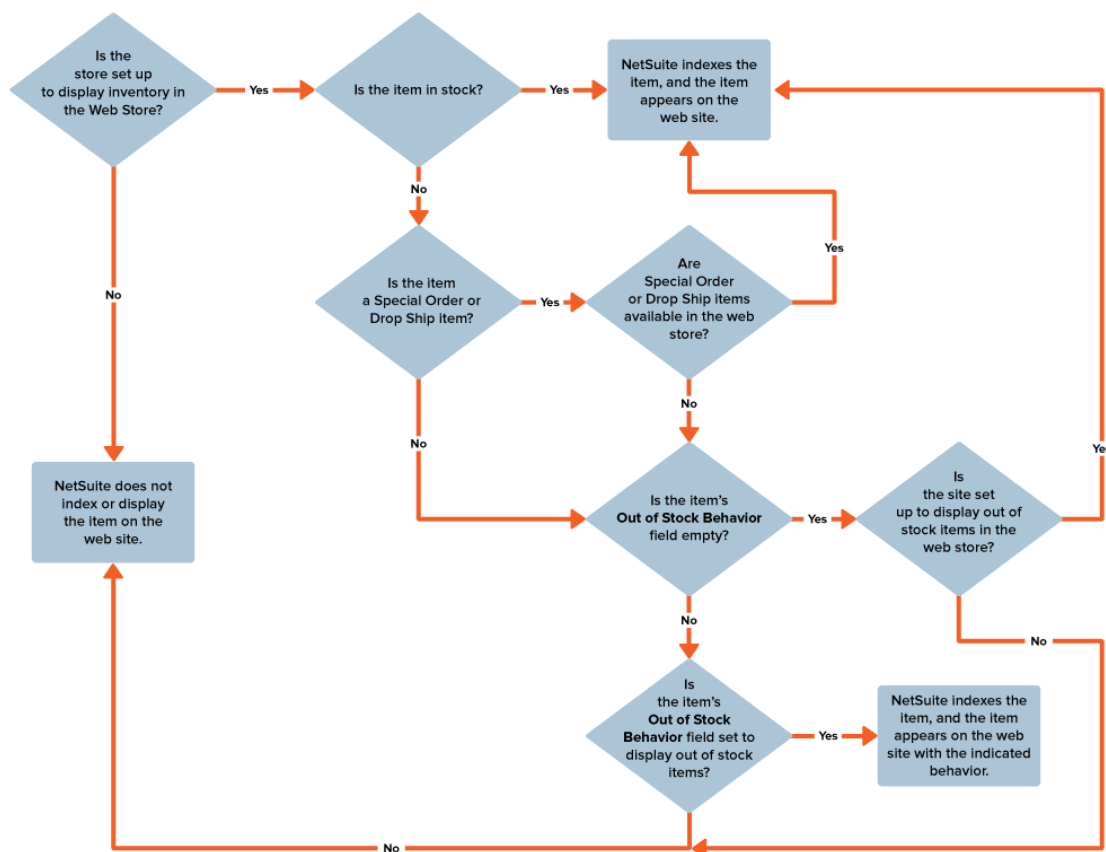 Is the
store set up
to display inventory in
the Web Store?
Yes
Is the item in stock?
Yes
NetSuite indexes the
item, and the item
appears on the
web site.
No
No
Is the item
a Special Order or
Drop Ship item?
Yes
Are
Special Order
or Drop Ship items
available in the web
store?
Yes
No
No
Ye
NetSuite does not
index or display
the item on the
web site.
Is the item's
Out of Stock Behavior
field empty?
Yes
Is
the site set
up to display out of
stock items in the
web store?
No
No
Is
the item's
Out of Stock
Behavior field set to
display out of stock
items?
Yes
NetSuite indexes the
item, and the item
appears on the web
site with the indicated
behavior.
No